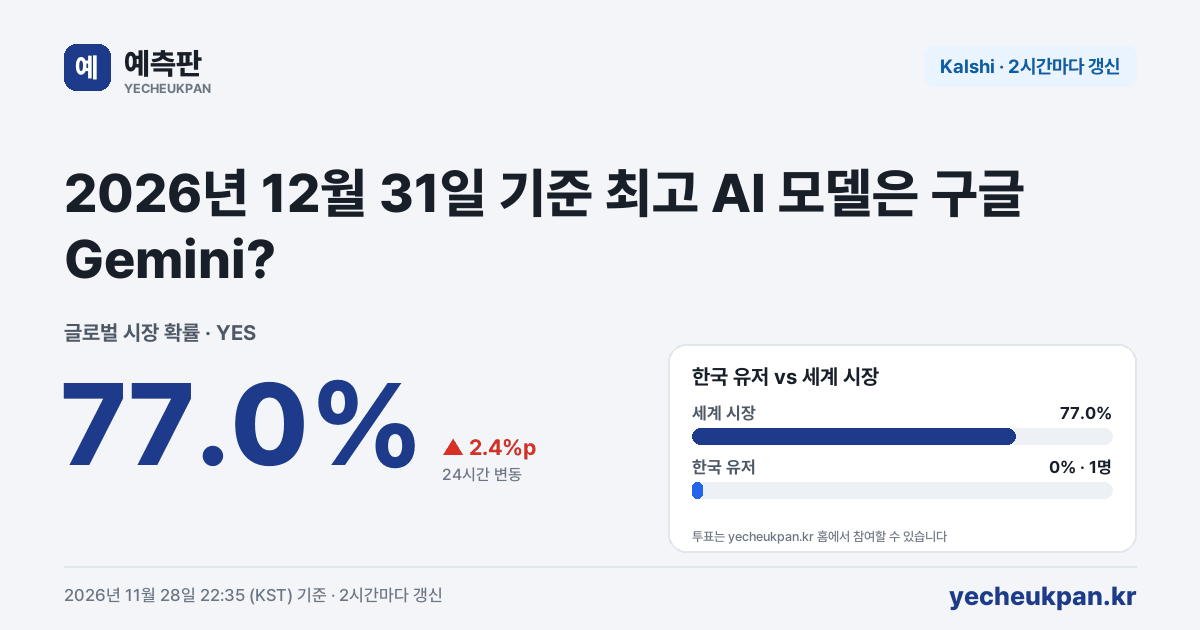 예
예측판
YECHEUKPAN
Kalshi · 2시간마다 갱신
2026년 12월 31일 기준 최고 AI 모델은 구글
Gemini?
글로벌 시장 확률 · YES
77.0%
▲ 2.4%p
24시간 변동
한국 유저 vs 세계 시장
세계 시장 77.0%
한국 유저 0% · 1명
투표는 yecheukpan.kr 홈에서 참여할 수 있습니다
2026년 11월 28일 22:35 (KST) 기준 · 2시간마다 갱신
yecheukpan.kr